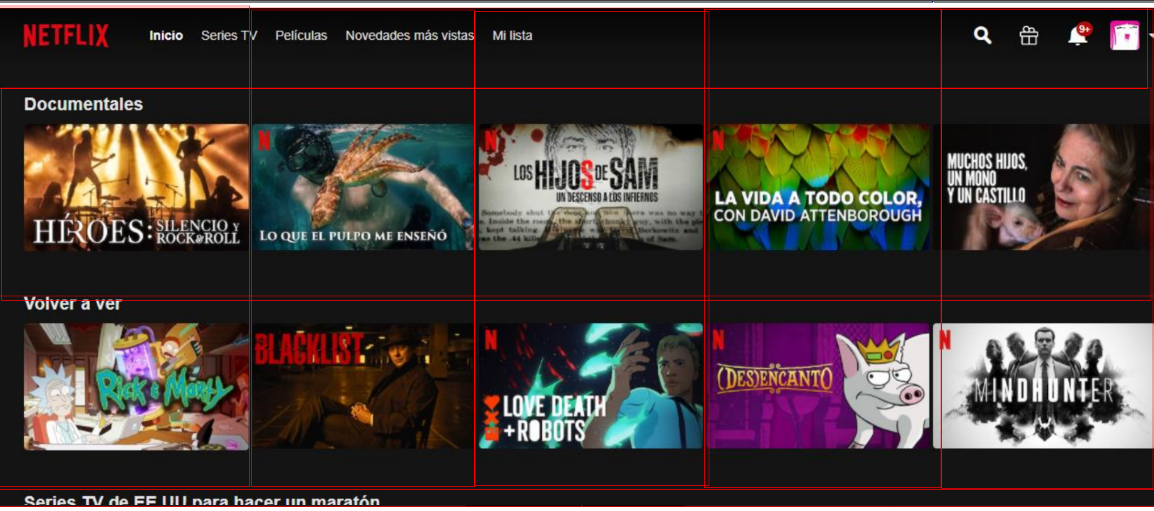 NETFLIX
Inicio Series TV Películas Novedades más vistas Mi lista
9+
Documentales
HÉROES: SILENCIO Y
ROCK&ROLL
N
LO QUE EL PULPO ME ENSEÑÓ
N
LOS HIJOS DE SAM
UN DESCENSO A LOS INFIERNOS
N
LA VIDA A TODO COLOR,
CON DAVID ATTENBOROUGH
MUCHOS HIJOS,
UN MONO
Y UN CASTILLO
Volver a ver
RICK & MORTY
BLACKLIST
N
LOVE DEATH
+ ROBOTS
N
(DES)ENCANTO
N
MINDHUNTER
Series TV de EE.UU para hacer un maratón